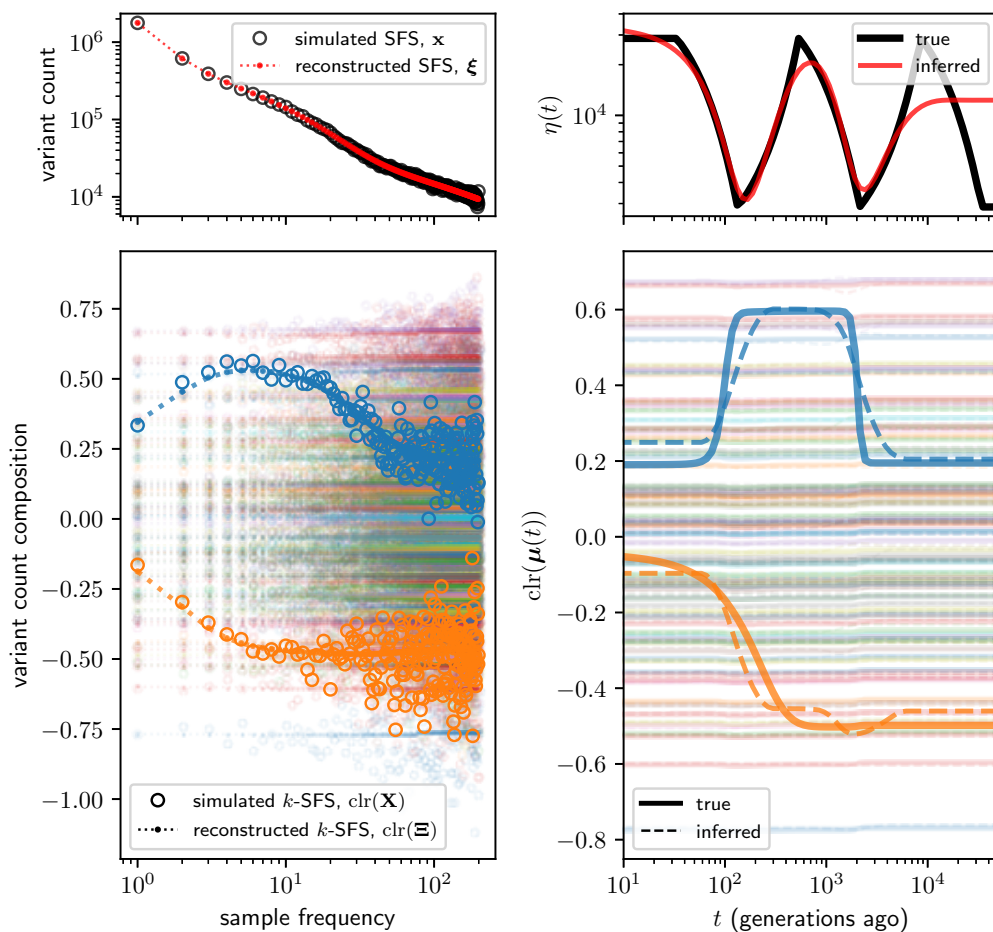 variant count
10⁶
10⁵
10⁴
simulated SFS, x
reconstructed SFS, ξ
η(t)
10⁴
true
inferred
variant count composition
0.75
0.50
0.25
0.00
−0.25
−0.50
−0.75
−1.00
simulated k-SFS, clr(X)
reconstructed k-SFS, clr(Ξ)
10⁰
10¹
10²
sample frequency
clr(μ(t))
0.6
0.4
0.2
0.0
−0.2
−0.4
−0.6
−0.8
true
inferred
10¹
10²
10³
10⁴
t (generations ago)